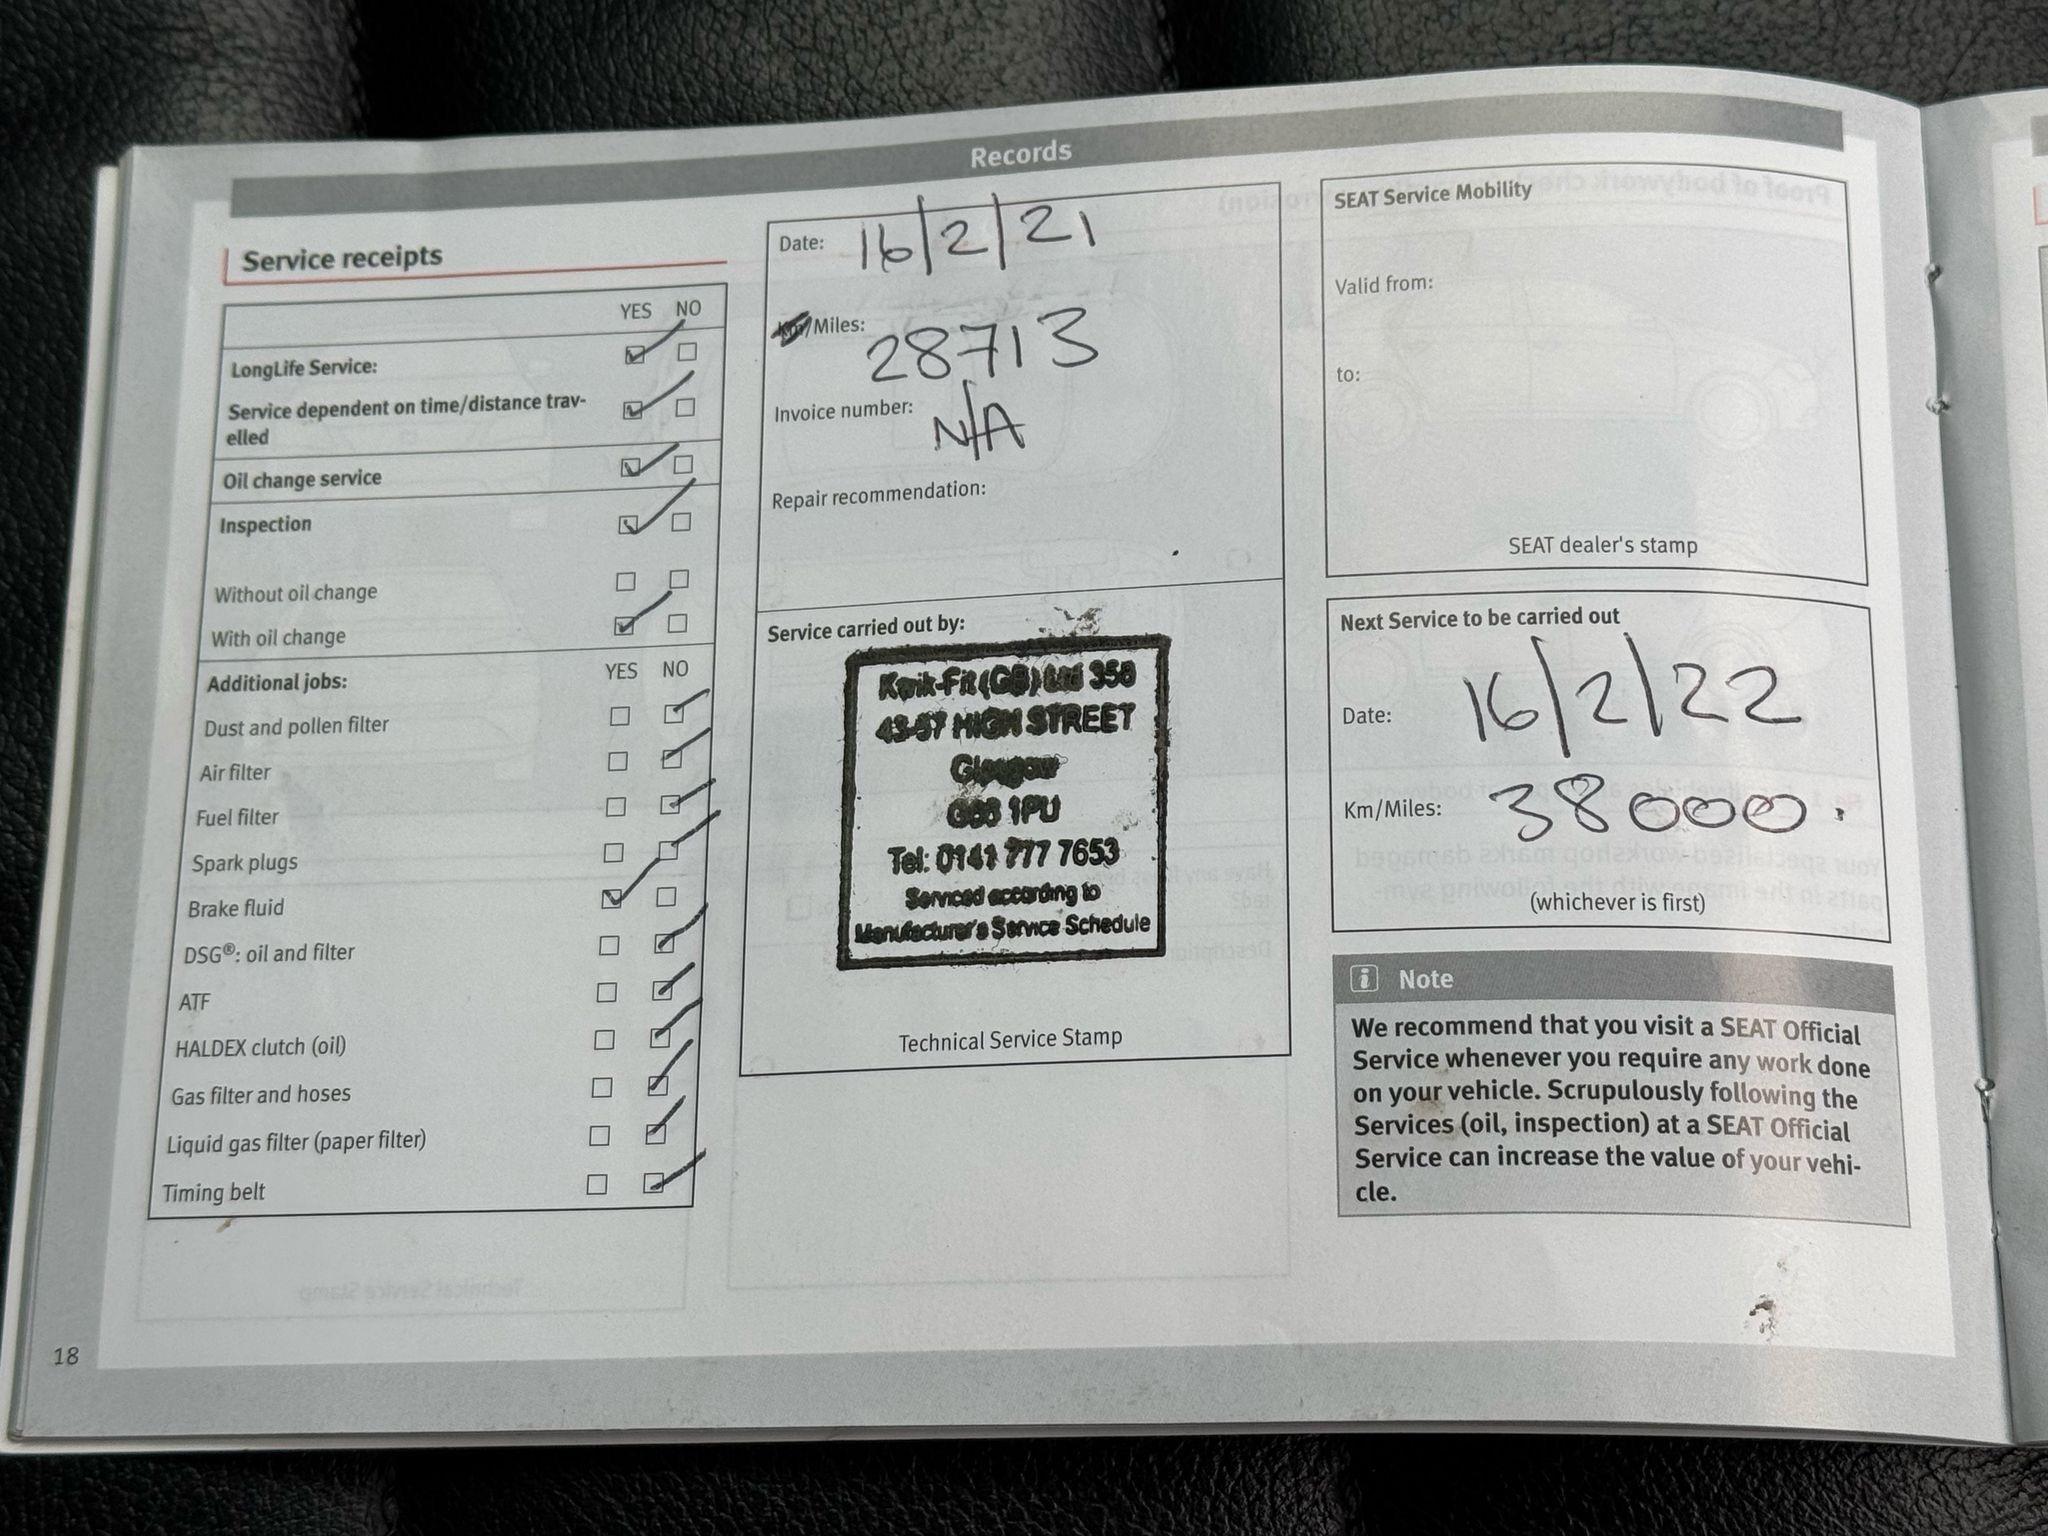 Records
Service receipts
YES NO
LongLife Service:
Service dependent on time/distance trav-
elled
Oil change service
Inspection
Without oil change
With oil change
Additional jobs: YES NO
Dust and pollen filter
Air filter
Fuel filter
Spark plugs
Brake fluid
DSG®: oil and filter
ATF
HALDEX clutch (oil)
Gas filter and hoses
Liquid gas filter (paper filter)
Timing belt
Date: 16/2/21
Km/Miles: 28713
Invoice number: N/A
Repair recommendation:
Service carried out by:
Kwik-Fit (GB) Ltd
HIGH STREET
Glasgow
1PU
Tel: 0141 777 7653
Serviced according to
Manufacturer's Service Schedule
Technical Service Stamp
SEAT Service Mobility
Valid from:
to:
SEAT dealer's stamp
Next Service to be carried out
Date: 16/2/22
Km/Miles: 38000.
(whichever is first)
i Note
We recommend that you visit a SEAT Official
Service whenever you require any work done
on your vehicle. Scrupulously following the
Services (oil, inspection) at a SEAT Official
Service can increase the value of your vehi-
cle.
18